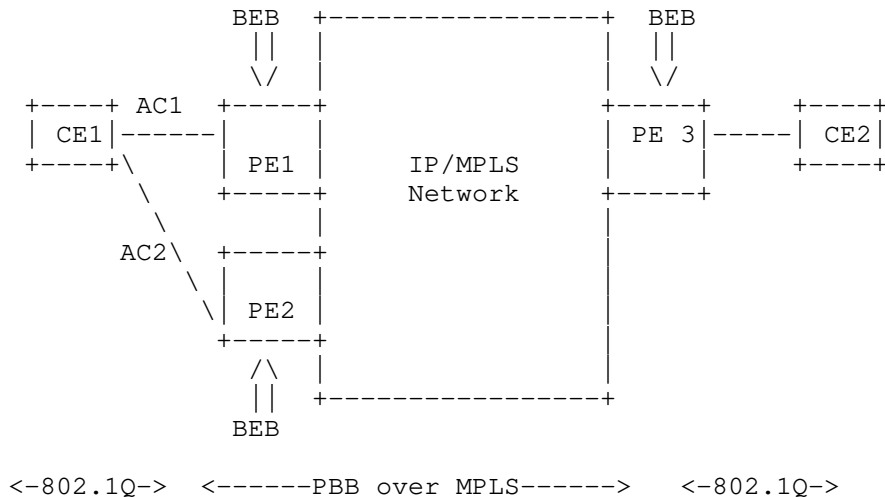 BEB BEB
AC1
CE1 PE 3 CE2
PE1 IP/MPLS
Network
AC2
PE2
BEB
<-802.1Q-> <------PBB over MPLS------> <-802.1Q->